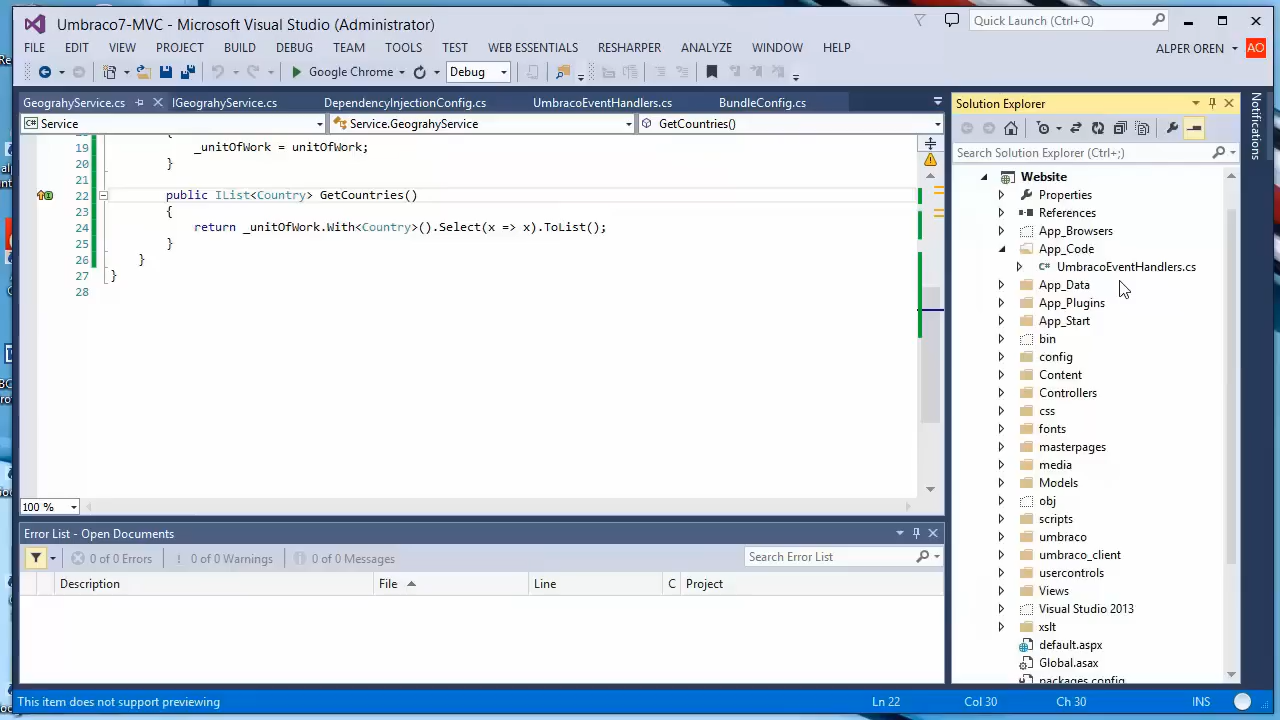 Umbraco7-MVC - Microsoft Visual Studio (Administrator)
Quick Launch (Ctrl+Q)
FILE EDIT VIEW PROJECT BUILD DEBUG TEAM TOOLS TEST WEB ESSENTIALS RESHARPER ANALYZE WINDOW HELP
ALPER OREN AO
Google Chrome Debug
GeograhyService.cs IGeograhyService.cs DependencyInjectionConfig.cs UmbracoEventHandlers.cs BundleConfig.cs
Service Service.GeograhyService GetCountries()
19 _unitOfWork = unitOfWork;
20 }
21
22 public IList<Country> GetCountries()
23 {
24 return _unitOfWork.With<Country>().Select(x => x).ToList();
25 }
26 }
27 }
28
100 %
Error List - Open Documents
0 of 0 Errors 0 of 0 Warnings 0 of 0 Messages Search Error List
Description File Line C Project
Solution Explorer
Search Solution Explorer (Ctrl+;)
Website
Properties
References
App_Browsers
App_Code
UmbracoEventHandlers.cs
App_Data
App_Plugins
App_Start
bin
config
Content
Controllers
css
fonts
masterpages
media
Models
obj
scripts
umbraco
umbraco_client
usercontrols
Views
Visual Studio 2013
xslt
default.aspx
Global.asax
packages.config
Notifications
This item does not support previewing Ln 22 Col 30 Ch 30 INS